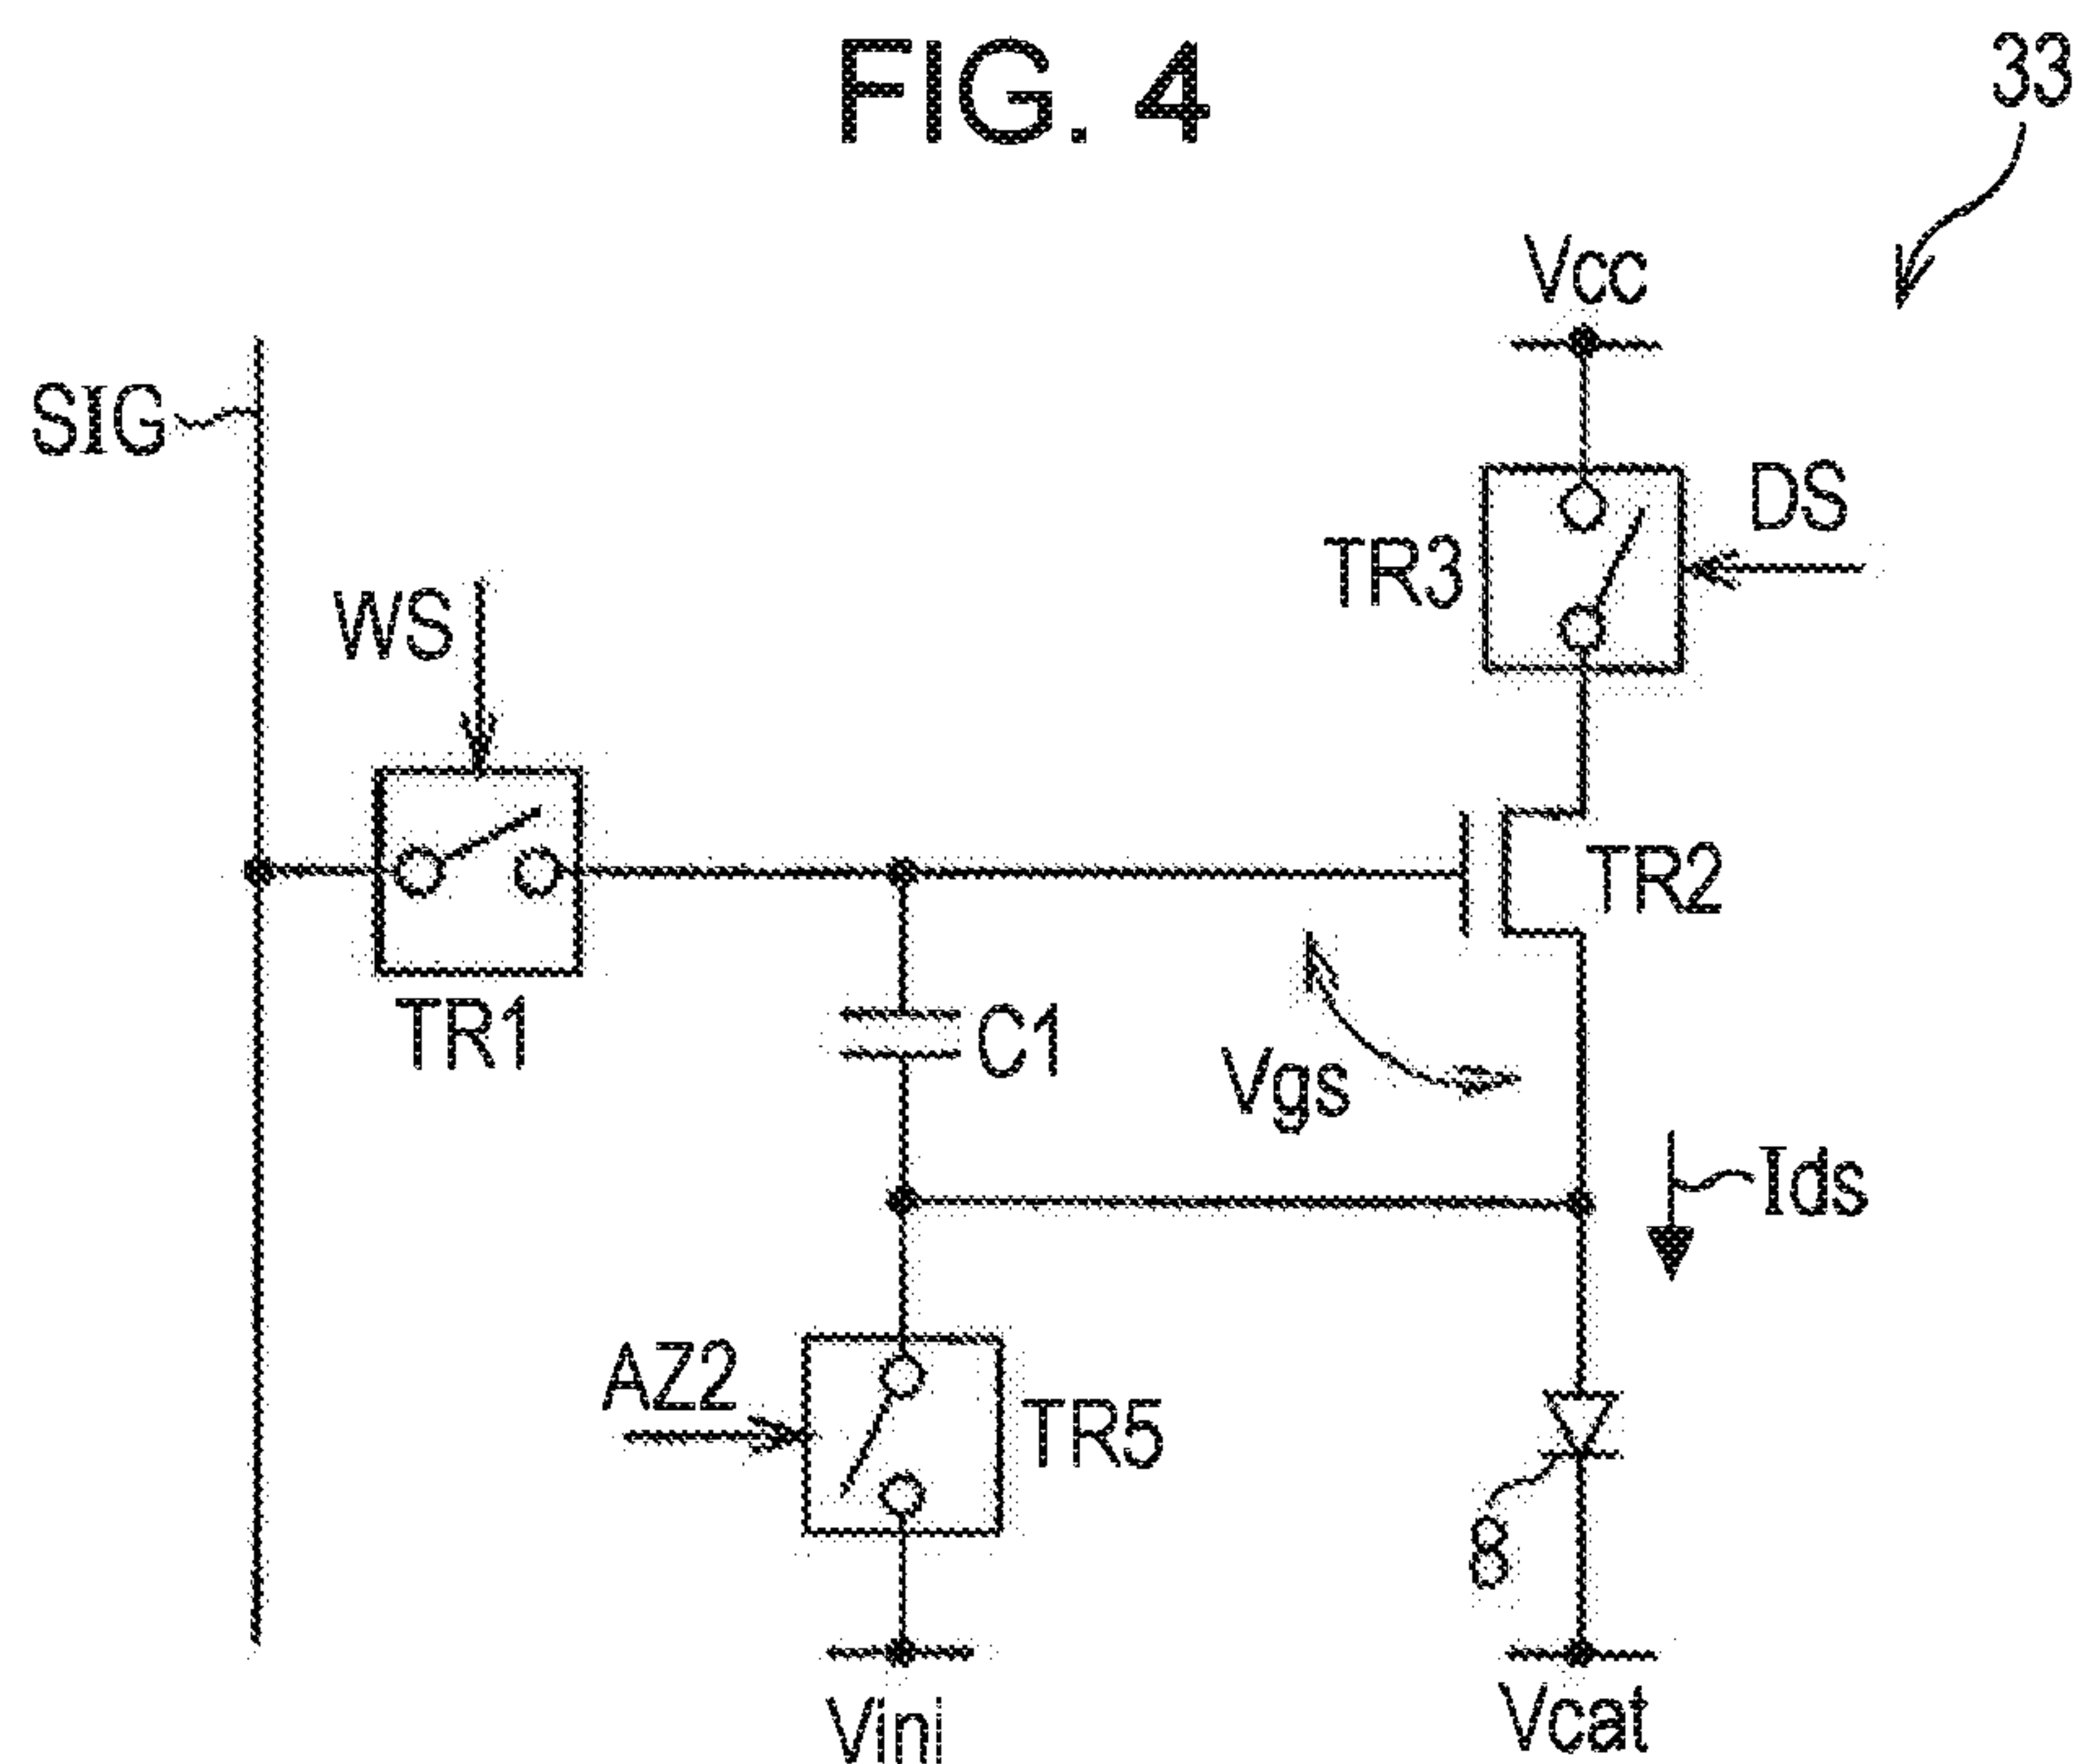 FIG. 4
33
Vcc
SIG
DS
TR3
WS
TR2
TR1
C1
Vgs
Ids
AZ2
TR5
8
Vini
Vcat